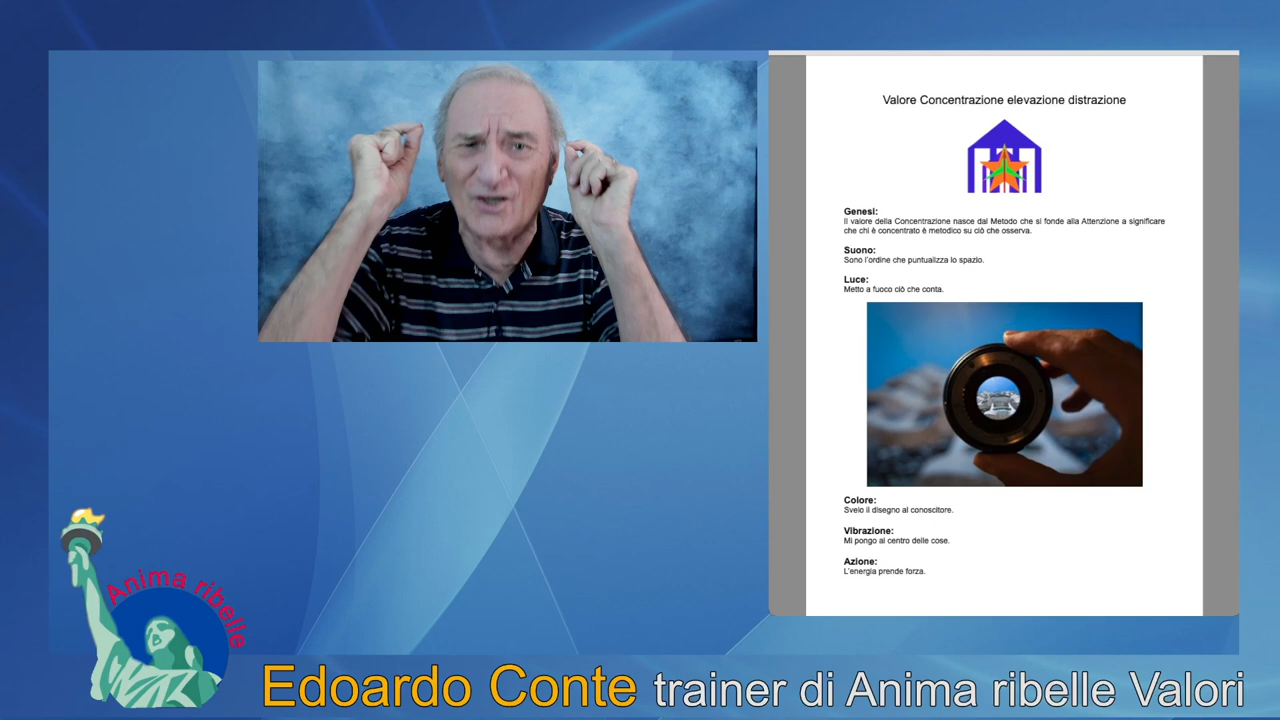 Valore Concentrazione elevazione distrazione
Genesi:
Il valore della Concentrazione nasce dal Metodo che si fonde alla Attenzione a significare
che chi è concentrato è metodico su ciò che osserva.
Suono:
Sono l'ordine che puntualizza lo spazio.
Luce:
Metto a fuoco ciò che conta.
Colore:
Svelo il disegno al conoscitore.
Vibrazione:
Mi pongo al centro delle cose.
Azione:
L'energia prende forza.
Anima ribelle
Edoardo Conte trainer di Anima ribelle Valori